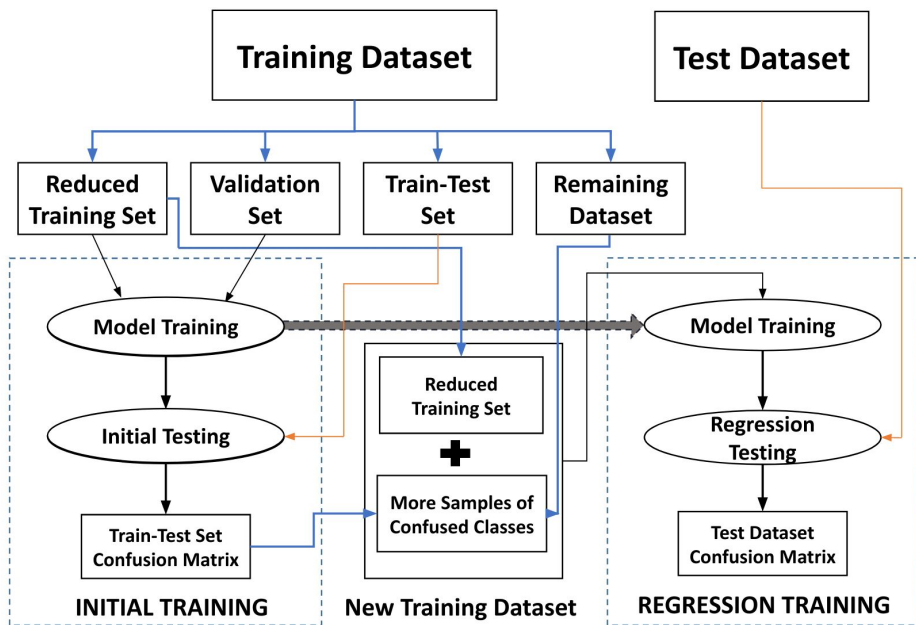 Training Dataset
Test Dataset
Reduced
Training Set
Validation
Set
Train-Test
Set
Remaining
Dataset
Model Training
Initial Testing
Train-Test Set
Confusion Matrix
INITIAL TRAINING
Reduced
Training Set
More Samples of
Confused Classes
New Training Dataset
Model Training
Regression
Testing
Test Dataset
Confusion Matrix
REGRESSION TRAINING